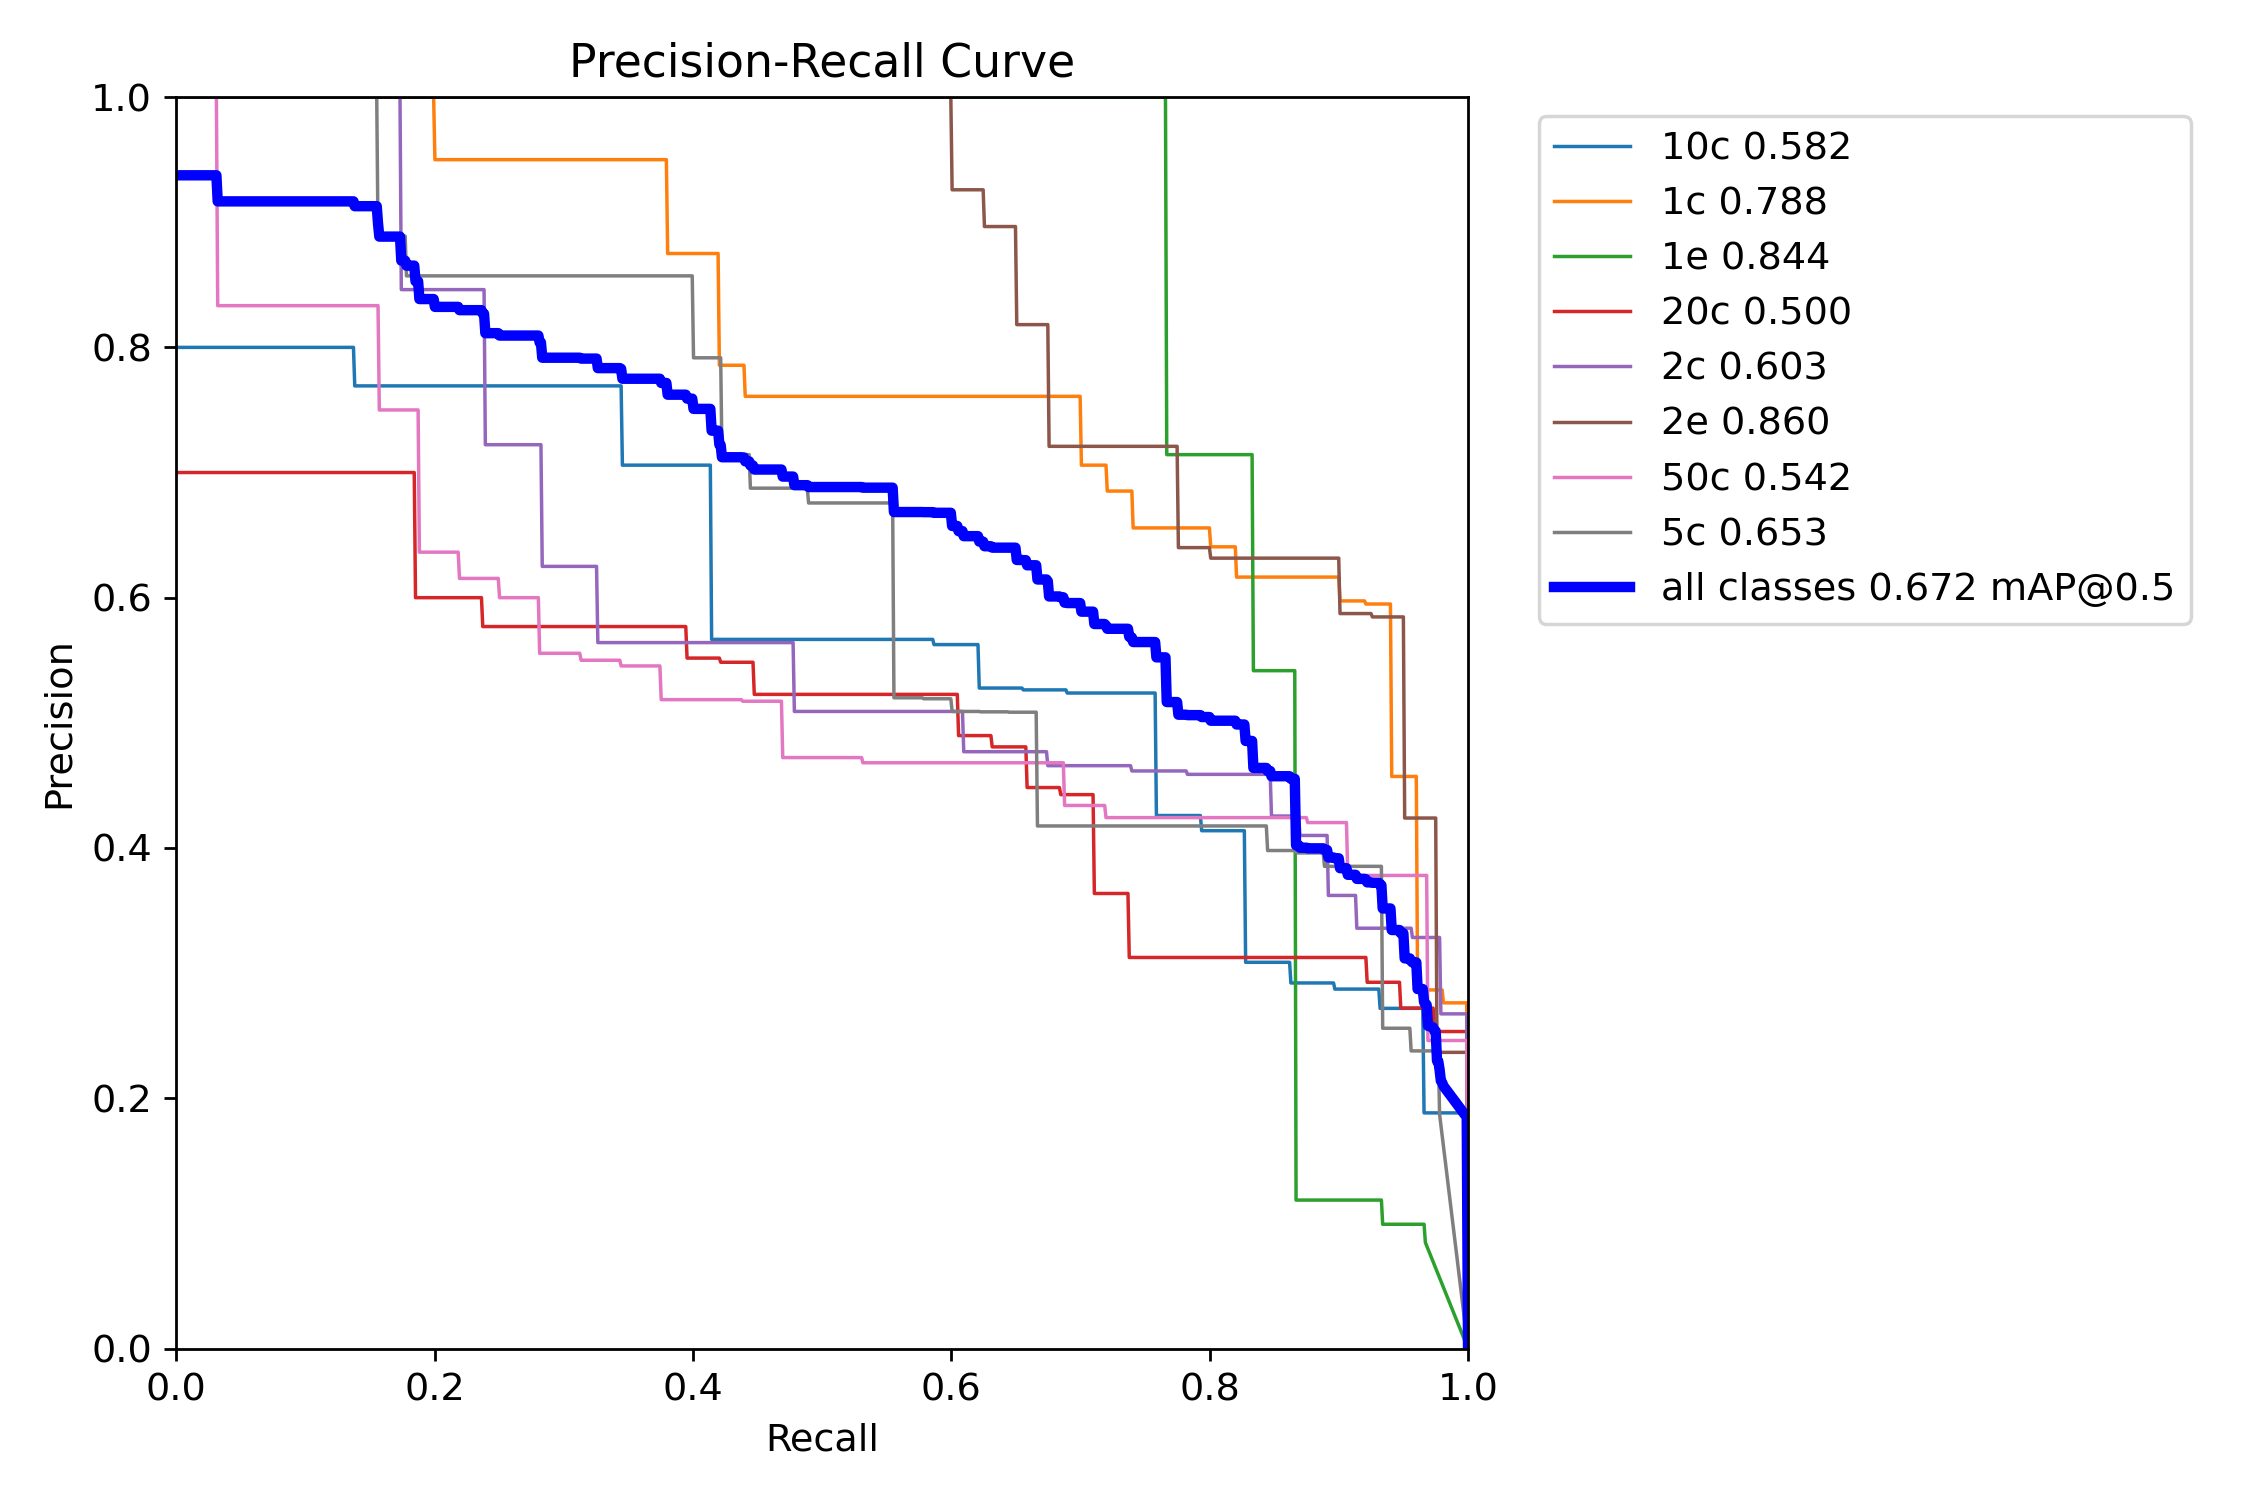 Precision-Recall Curve
1.0
0.8
0.6
0.4
0.2
0.0
Precision
0.0 0.2 0.4 0.6 0.8 1.0
Recall
10c 0.582
1c 0.788
1e 0.844
20c 0.500
2c 0.603
2e 0.860
50c 0.542
5c 0.653
all classes 0.672 mAP@0.5